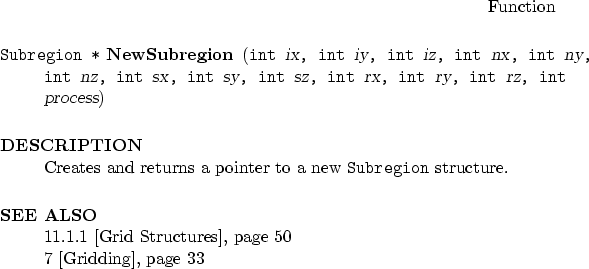 Function
Subregion * NewSubregion (int ix, int iy, int iz, int nx, int ny,
int nz, int sx, int sy, int sz, int rx, int ry, int rz, int
process)
DESCRIPTION
Creates and returns a pointer to a new Subregion structure.
SEE ALSO
11.1.1 [Grid Structures], page 50
7 [Gridding], page 33